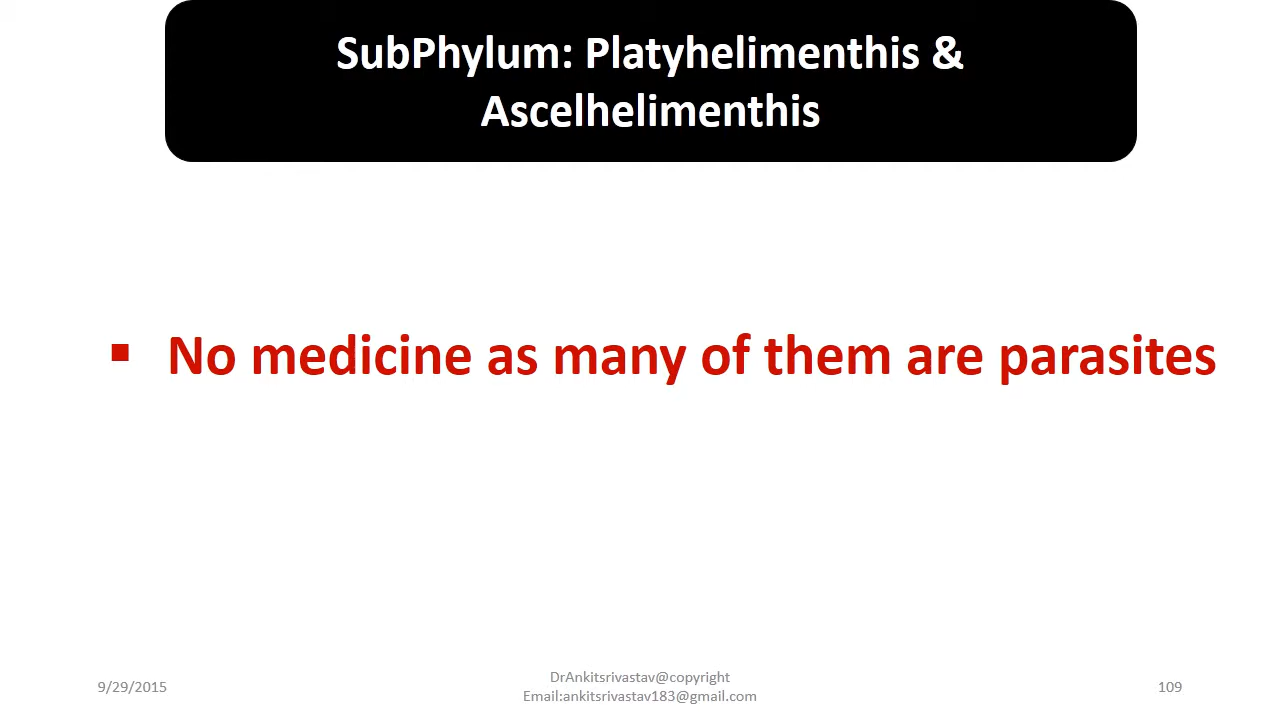 SubPhylum: Platyhelimenthis &
Ascelhelimenthis
▪ No medicine as many of them are parasites
9/29/2015
DrAnkitsrivastav@copyright
Email:ankitsrivastav183@gmail.com
109